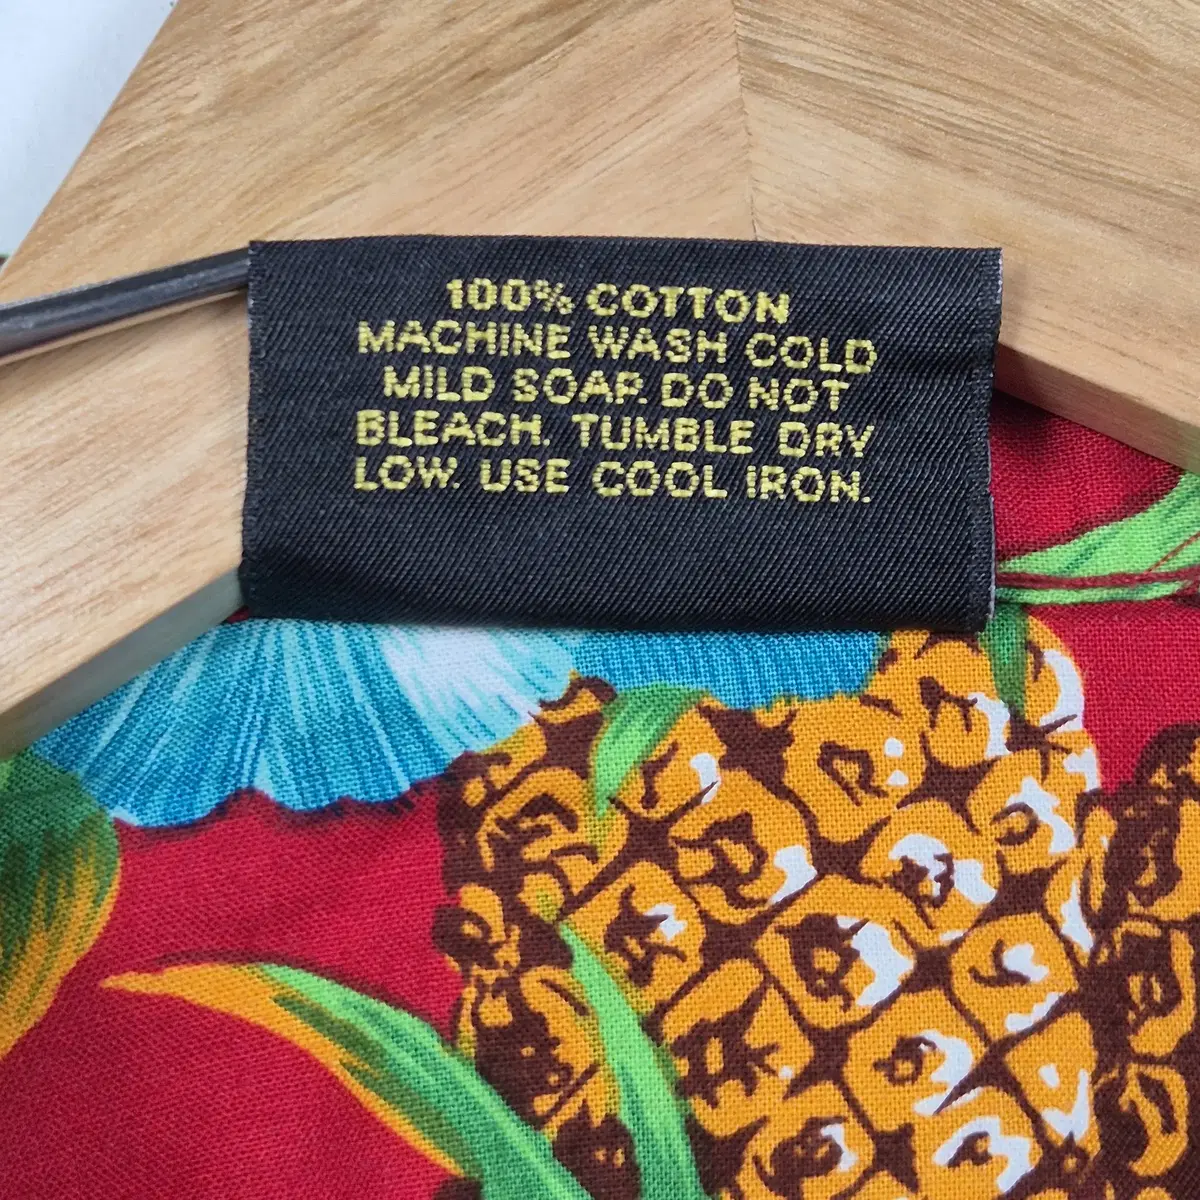 100% COTTON
MACHINE WASH COLD
MILD SOAP. DO NOT
BLEACH. TUMBLE DRY
LOW. USE COOL IRON.